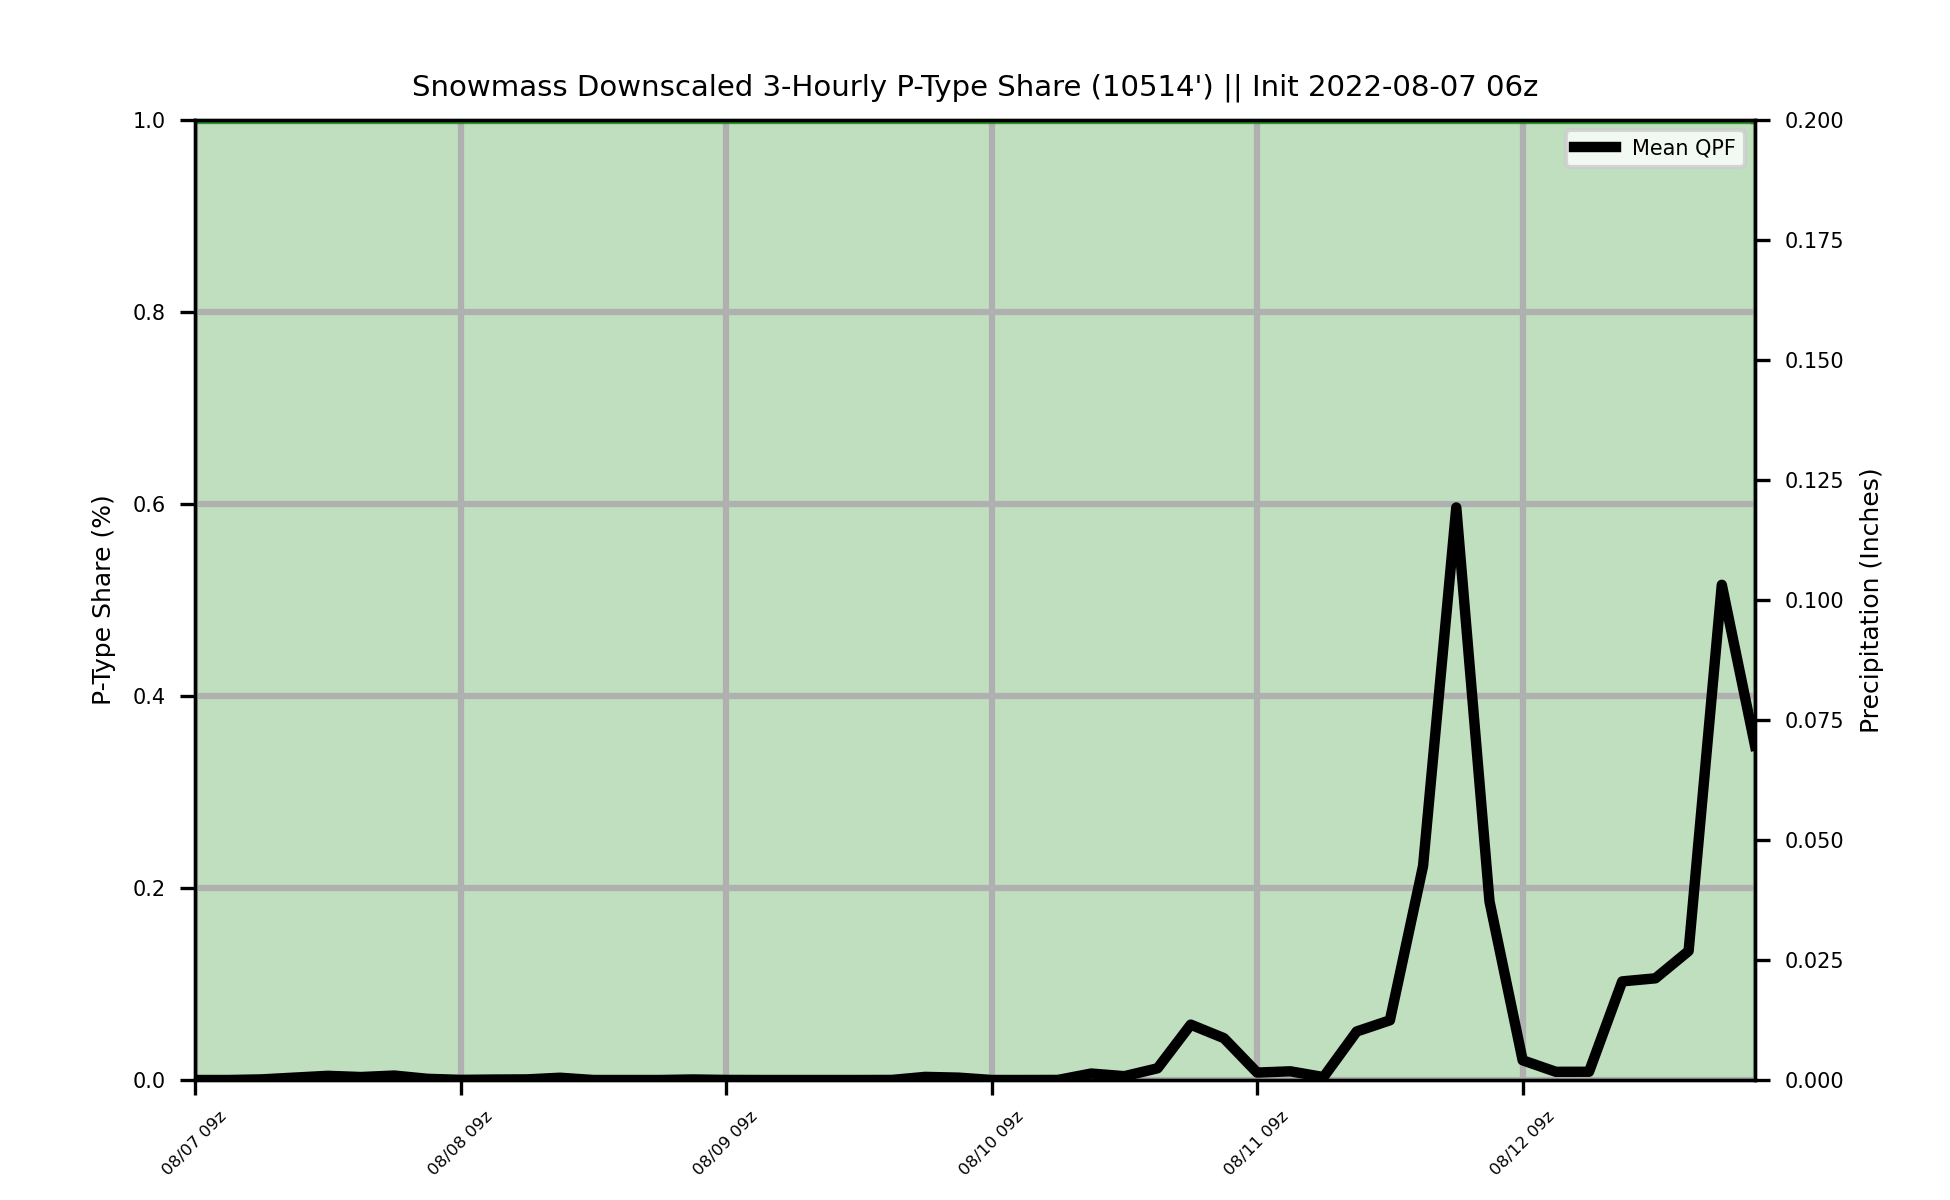 Snowmass Downscaled 3-Hourly P-Type Share (10514') || Init 2022-08-07 06z
Mean QPF
P-Type Share (%)
1.0
0.8
0.6
0.4
0.2
0.0
0.200
0.175
0.150
0.125
0.100
0.075
0.050
0.025
0.000
Precipitation (Inches)
08/07 09z
08/08 09z
08/09 09z
08/10 09z
08/11 09z
08/12 09z